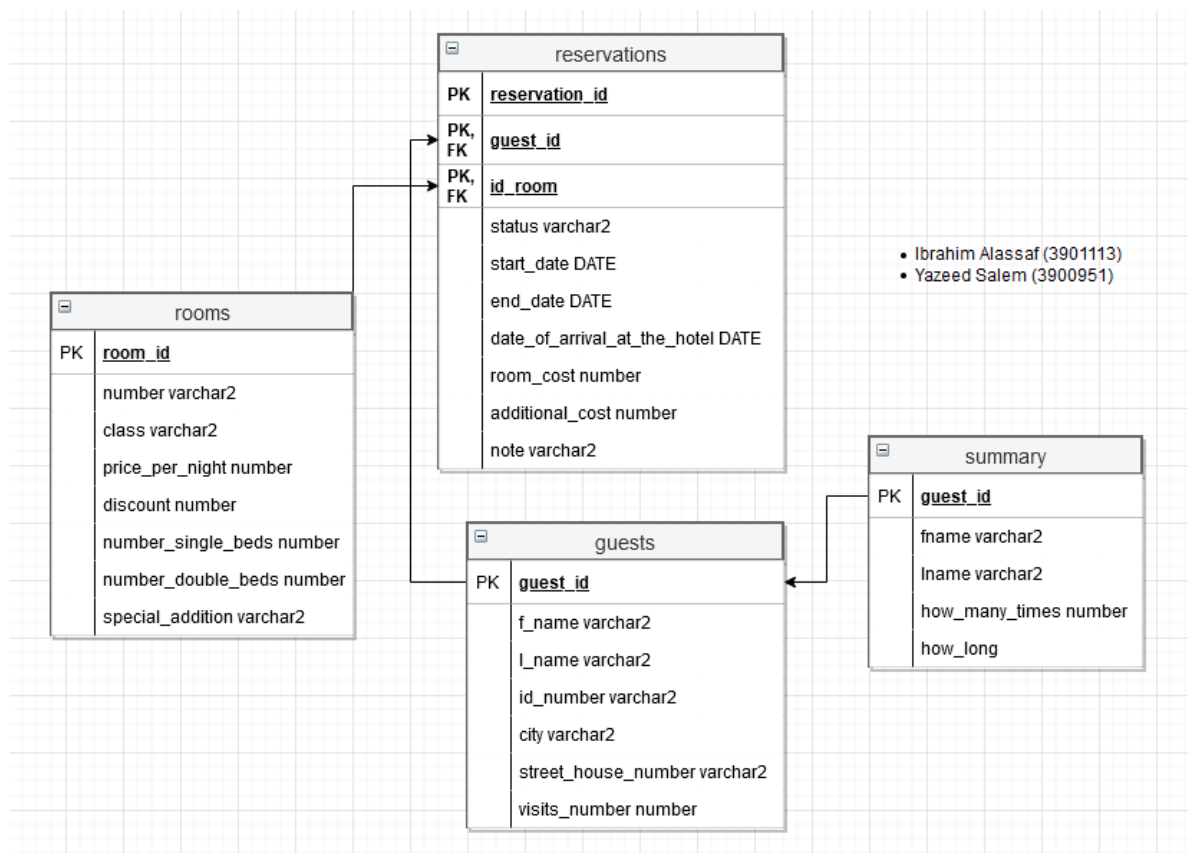 reservations
PK reservation_id
PK, FK guest_id
PK, FK id_room
status varchar2
start_date DATE
end_date DATE
date_of_arrival_at_the_hotel DATE
room_cost number
additional_cost number
note varchar2
• Ibrahim Alassaf (3901113)
• Yazeed Salem (3900951)
rooms
PK room_id
number varchar2
class varchar2
price_per_night number
discount number
number_single_beds number
number_double_beds number
special_addition varchar2
guests
PK guest_id
f_name varchar2
l_name varchar2
id_number varchar2
city varchar2
street_house_number varchar2
visits_number number
summary
PK guest_id
fname varchar2
lname varchar2
how_many_times number
how_long